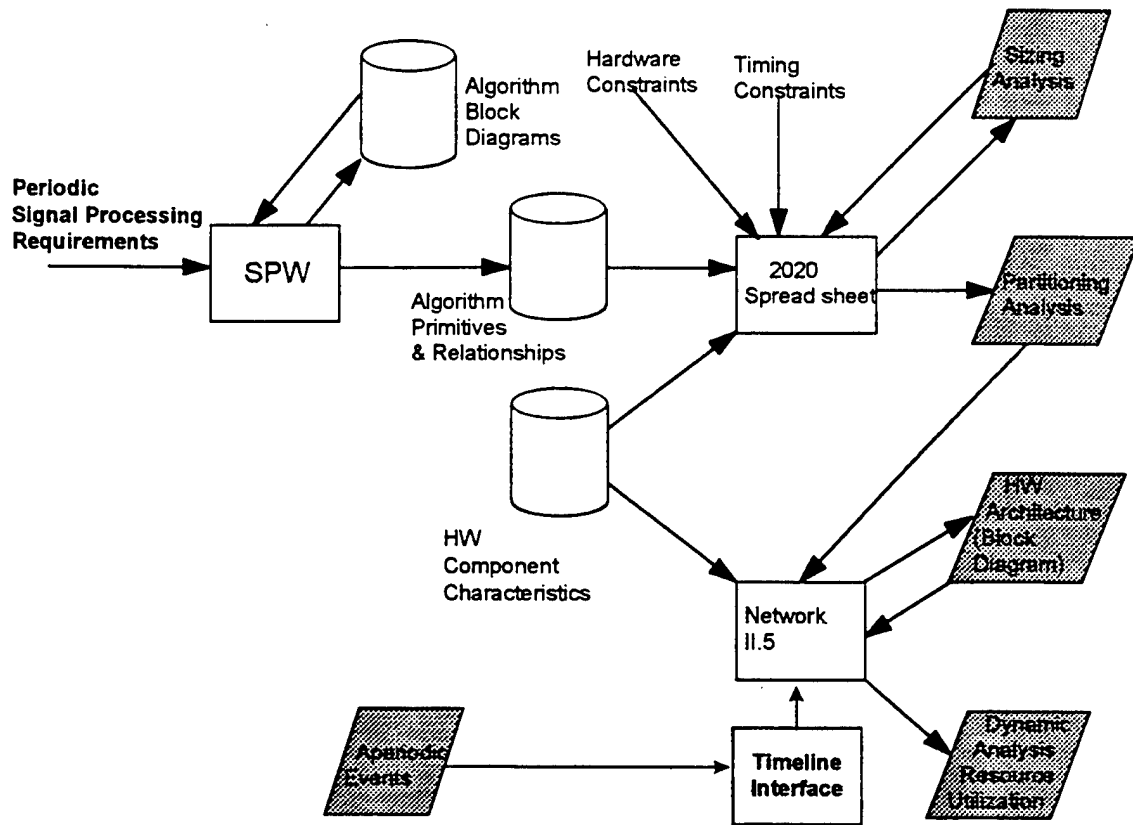 Hardware
Constraints
Timing
Constraints
Sizing
Analysis
Algorithm
Block
Diagrams
Periodic
Signal Processing
Requirements
SPW
2020
Spread sheet
Partitioning
Analysis
Algorithm
Primitives
& Relationships
HW
Component
Characteristics
HW
Architecture
(Block
Diagram)
Network
II.5
Aperiodic
Events
Timeline
Interface
Dynamic
Analysis
Resource
Utilization